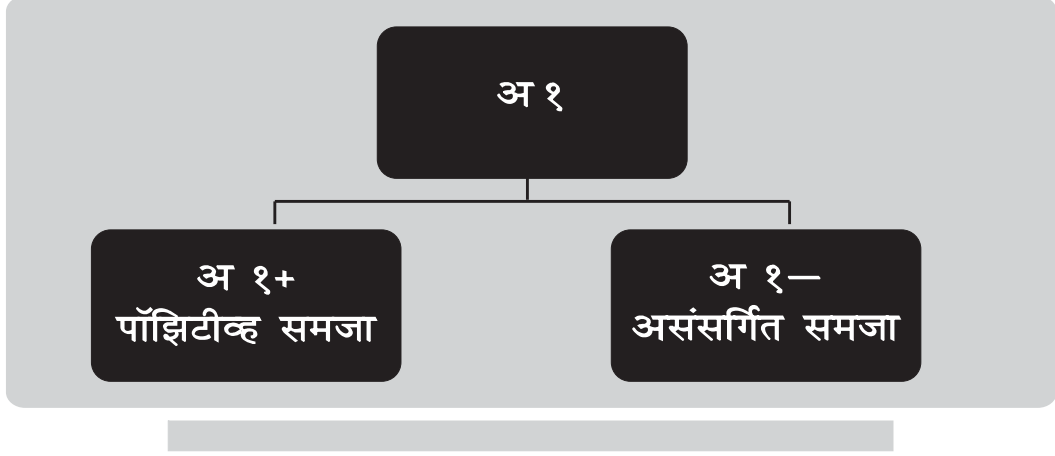 अ १
अ १+
पॉझिटीव्ह समजा
अ १—
असंसर्गित समजा